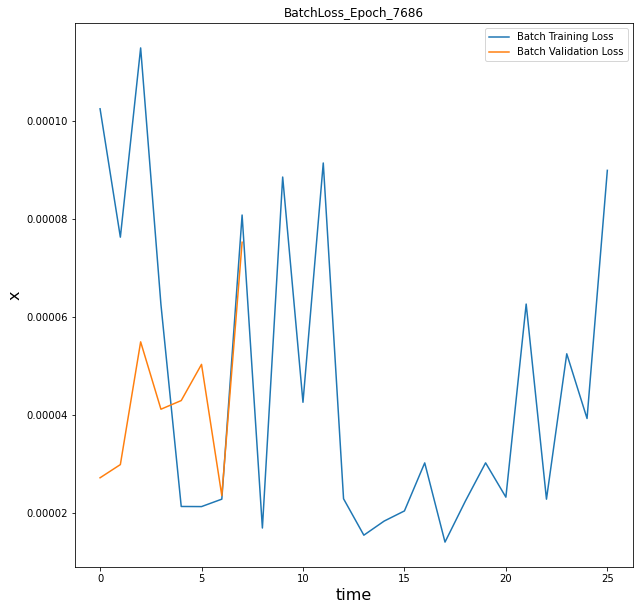 BatchLoss_Epoch_7686
Batch Training Loss
Batch Validation Loss
x
0.00010
0.00008
0.00006
0.00004
0.00002
0 5 10 15 20 25
time